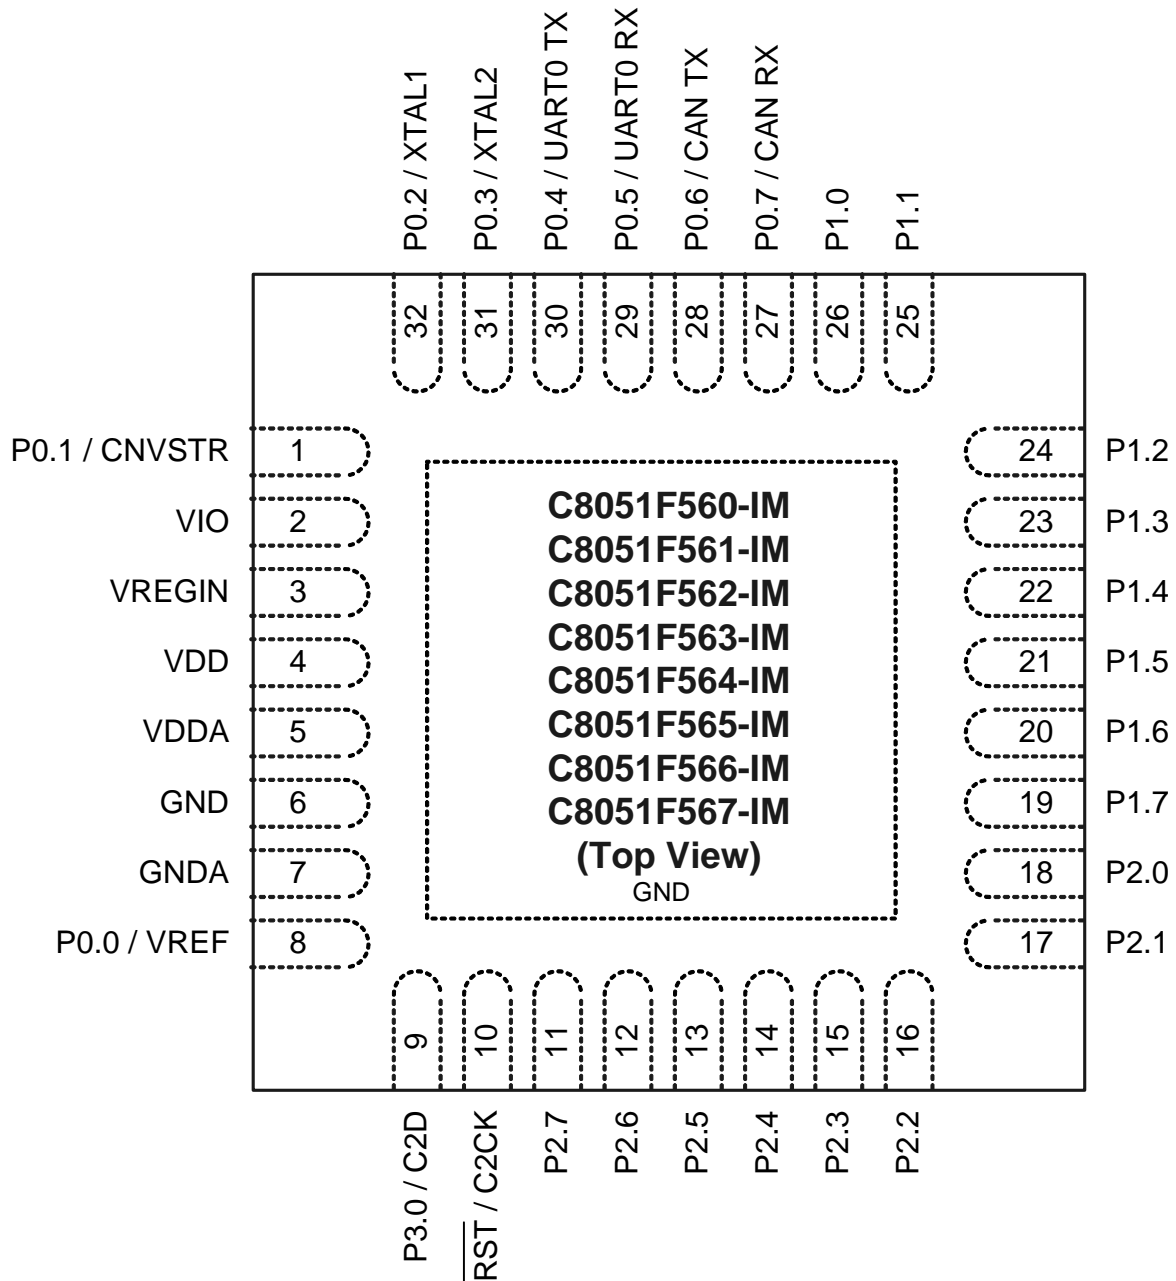 P0.2 / XTAL1
P0.3 / XTAL2
P0.4 / UART0 TX
P0.5 / UART0 RX
P0.6 / CAN TX
P0.7 / CAN RX
P1.0
P1.1
32
31
30
29
28
27
26
25
P0.1 / CNVSTR
VIO
VREGIN
VDD
VDDA
GND
GNDA
P0.0 / VREF
1
2
3
4
5
6
7
8
C8051F560-IM
C8051F561-IM
C8051F562-IM
C8051F563-IM
C8051F564-IM
C8051F565-IM
C8051F566-IM
C8051F567-IM
(Top View)
GND
24
23
22
21
20
19
18
17
P1.2
P1.3
P1.4
P1.5
P1.6
P1.7
P2.0
P2.1
9
10
11
12
13
14
15
16
P3.0 / C2D
RST / C2CK
P2.7
P2.6
P2.5
P2.4
P2.3
P2.2